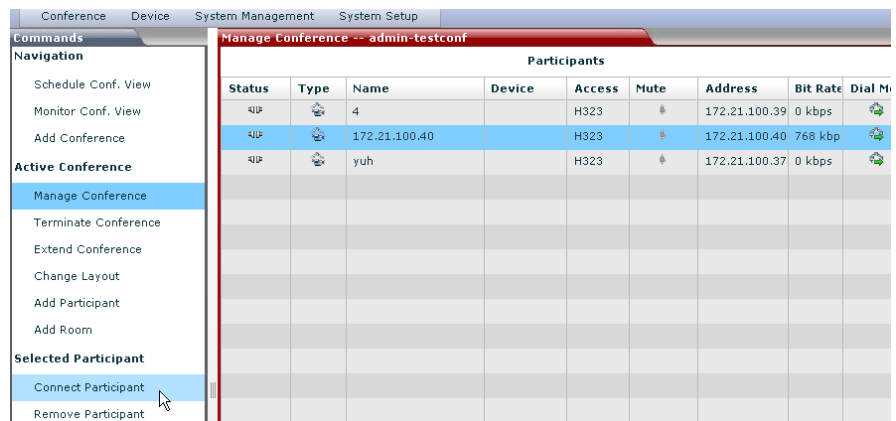 Conference Device System Management System Setup
Commands
Manage Conference -- admin-testconf
Navigation
Schedule Conf. View
Monitor Conf. View
Add Conference
Active Conference
Manage Conference
Terminate Conference
Extend Conference
Change Layout
Add Participant
Add Room
Selected Participant
Connect Participant
Remove Participant
Participants
Status Type Name Device Access Mute Address Bit Rate Dial M
4 H323 172.21.100.39 0 kbps
172.21.100.40 H323 172.21.100.40 768 kbp
yuh H323 172.21.100.37 0 kbps